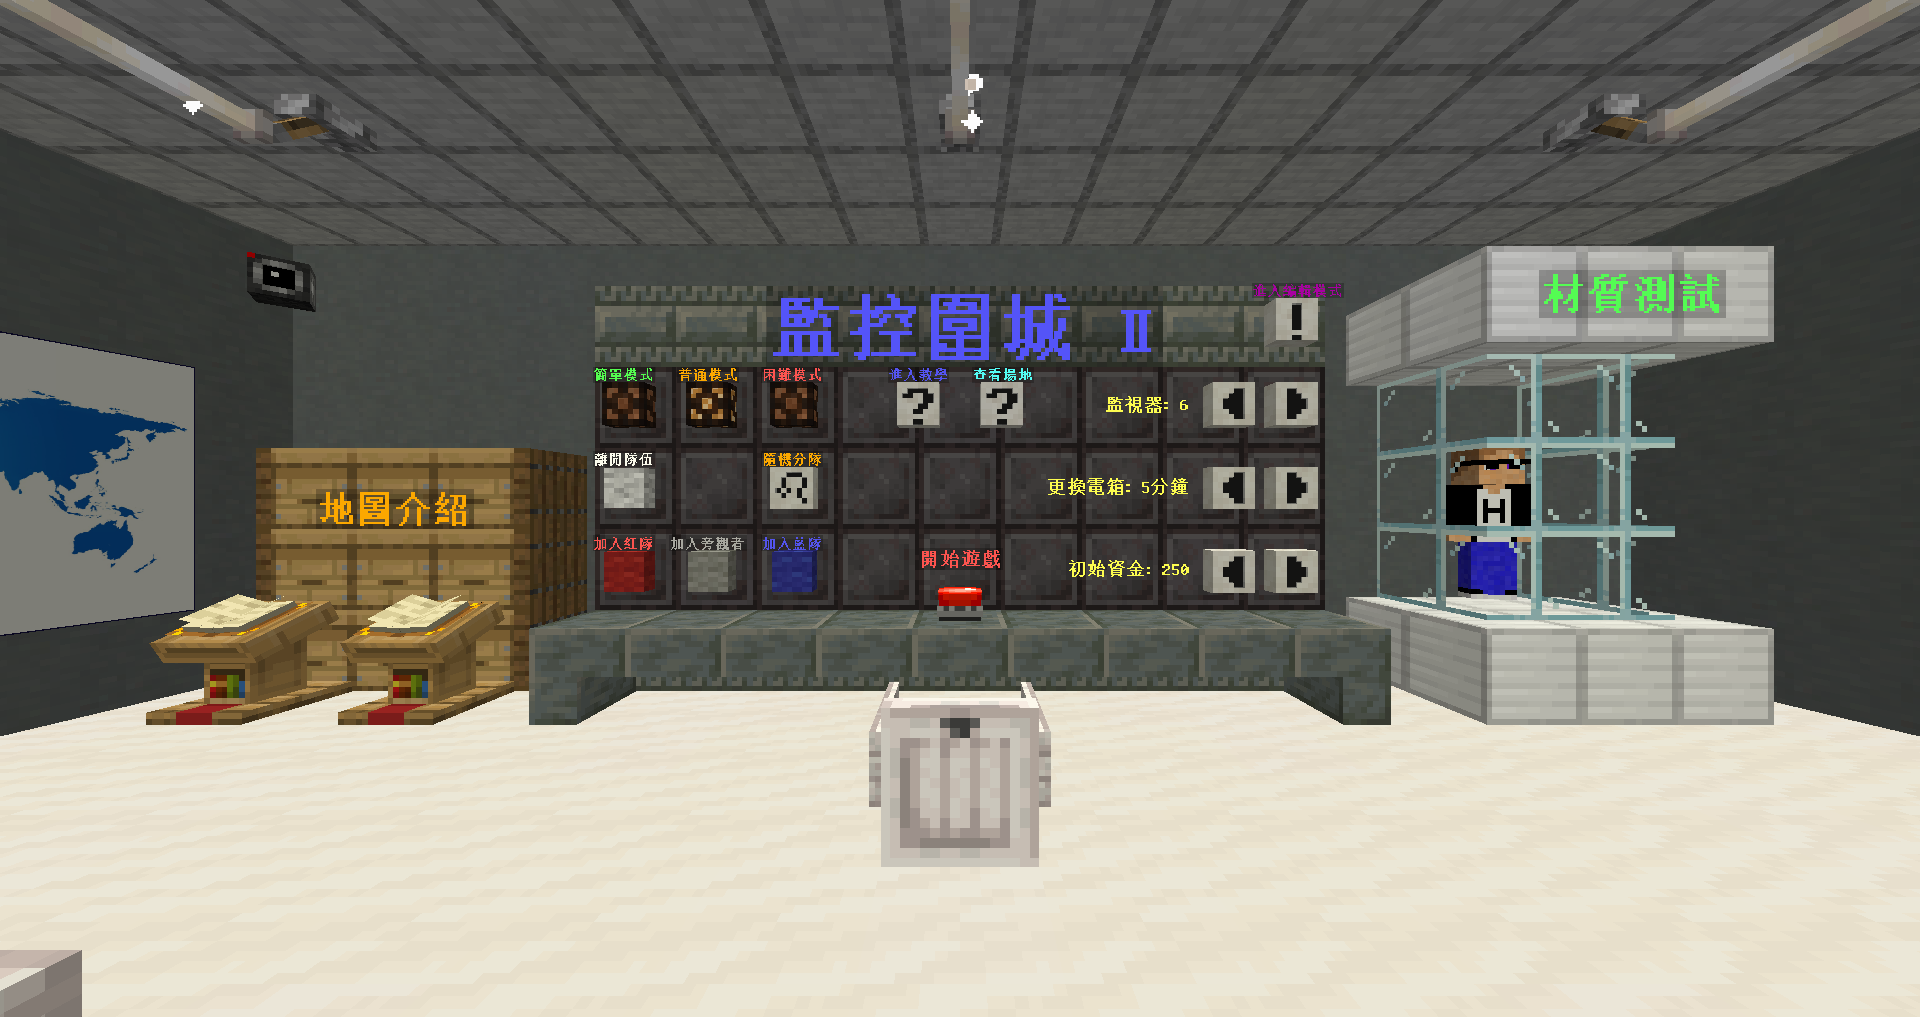 監控圍城 II
材質測試
簡單模式 普通模式 困難模式 進入教學 查看場地
監視器: 6
離開隊伍 隨機分隊
更換電箱: 5分鐘
地圖介紹
加入紅隊 加入旁觀者 加入藍隊
開始遊戲
初始資金: 250
H